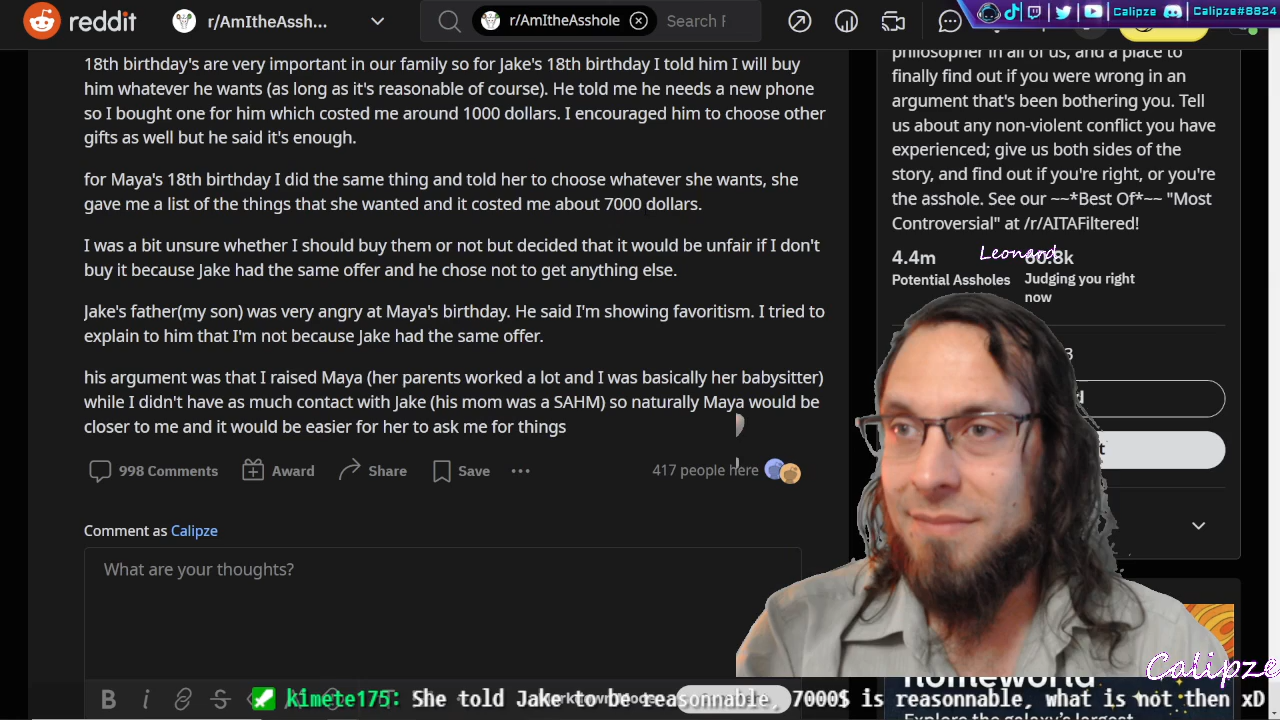 reddit
r/AmItheAssh...
r/AmItheAsshole
Search
Calipze
Calipze#8824
18th birthday's are very important in our family so for Jake's 18th birthday I told him I will buy
him whatever he wants (as long as it's reasonable of course). He told me he needs a new phone
so I bought one for him which costed me around 1000 dollars. I encouraged him to choose other
gifts as well but he said it's enough.
for Maya's 18th birthday I did the same thing and told her to choose whatever she wants, she
gave me a list of the things that she wanted and it costed me about 7000 dollars.
I was a bit unsure whether I should buy them or not but decided that it would be unfair if I don't
buy it because Jake had the same offer and he chose not to get anything else.
Jake's father(my son) was very angry at Maya's birthday. He said I'm showing favoritism. I tried to
explain to him that I'm not because Jake had the same offer.
his argument was that I raised Maya (her parents worked a lot and I was basically her babysitter)
while I didn't have as much contact with Jake (his mom was a SAHM) so naturally Maya would be
closer to me and it would be easier for her to ask me for things
998 Comments
Award
Share
Save
417 people here
Comment as Calipze
What are your thoughts?
philosopher in all of us, and a place to
finally find out if you were wrong in an
argument that's been bothering you. Tell
us about any non-violent conflict you have
experienced; give us both sides of the
story, and find out if you're right, or you're
the asshole. See our ~~*Best Of*~~ "Most
Controversial" at /r/AITAFiltered!
Leonard
4.4m
Potential Assholes
Judging you right
now
Calipze
homeworld
Explore the galaxy's largest
kimete175: She told Jake to be reasonnable, 7000$ is reasonnable, what is not then xD